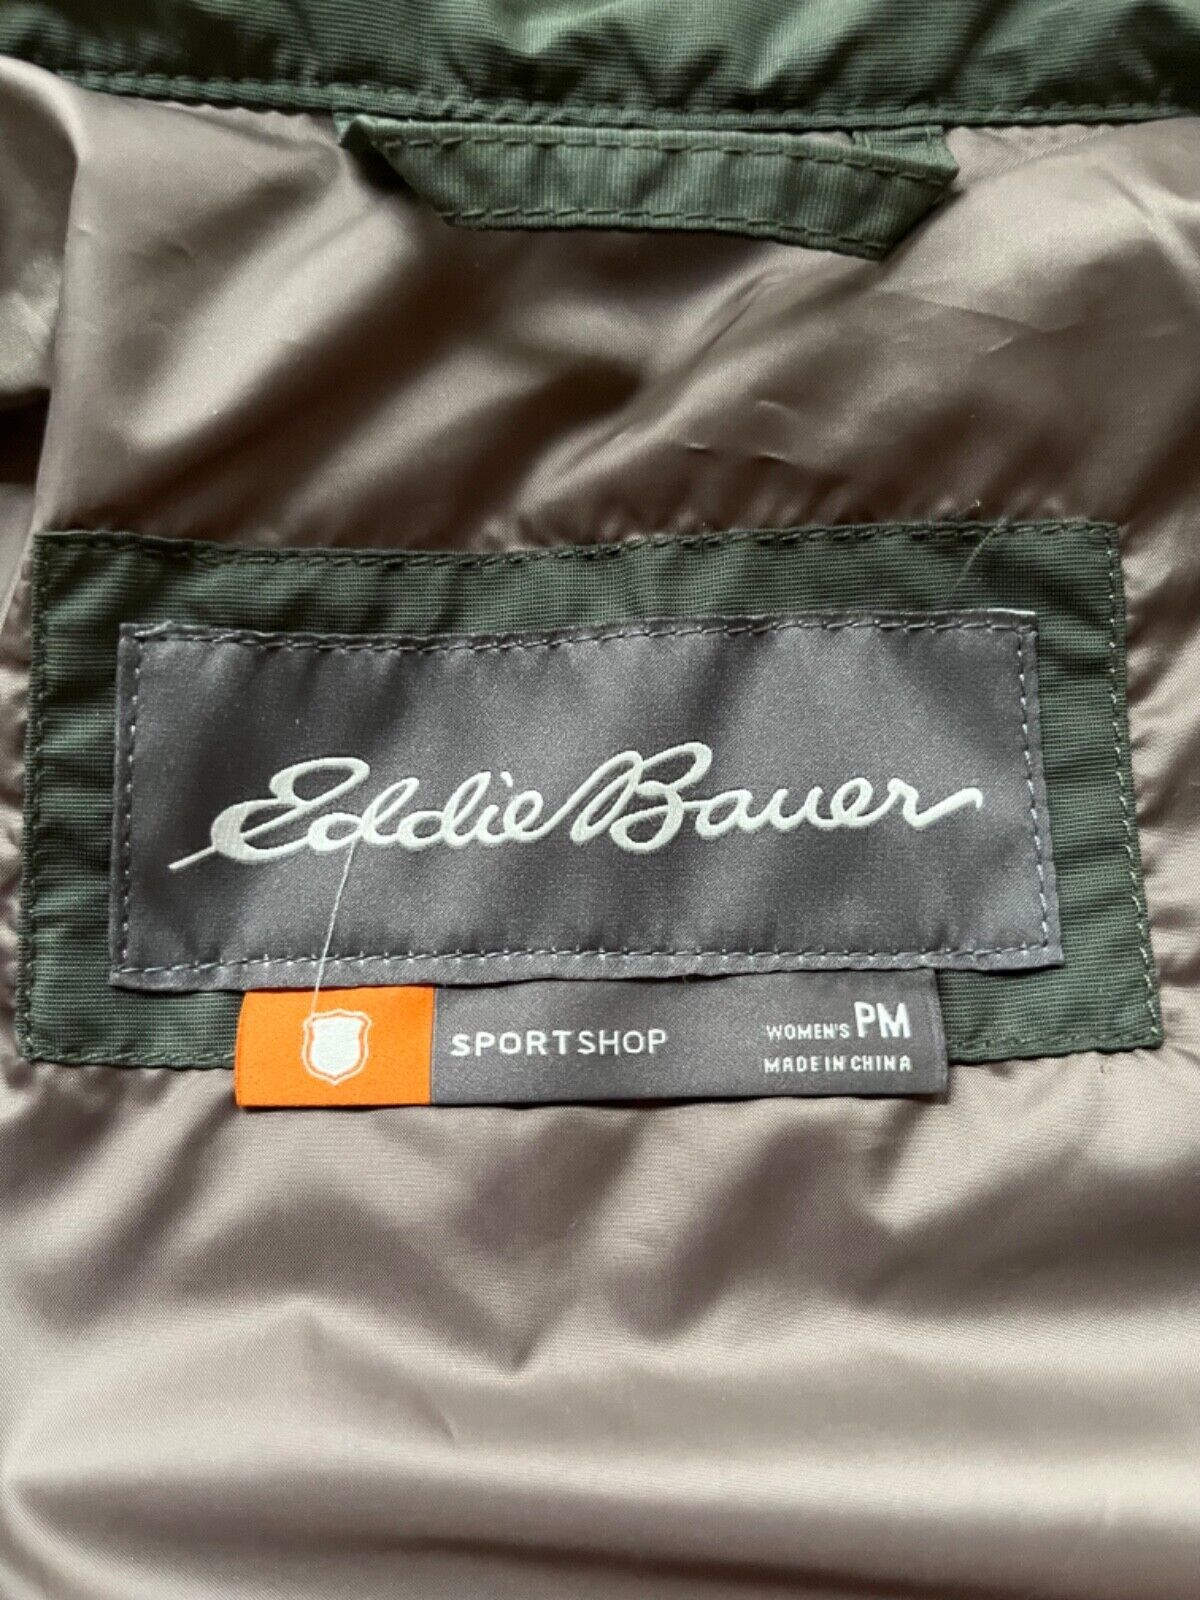 Eddie Bauer
SPORTSHOP
WOMEN'S PM
MADE IN CHINA